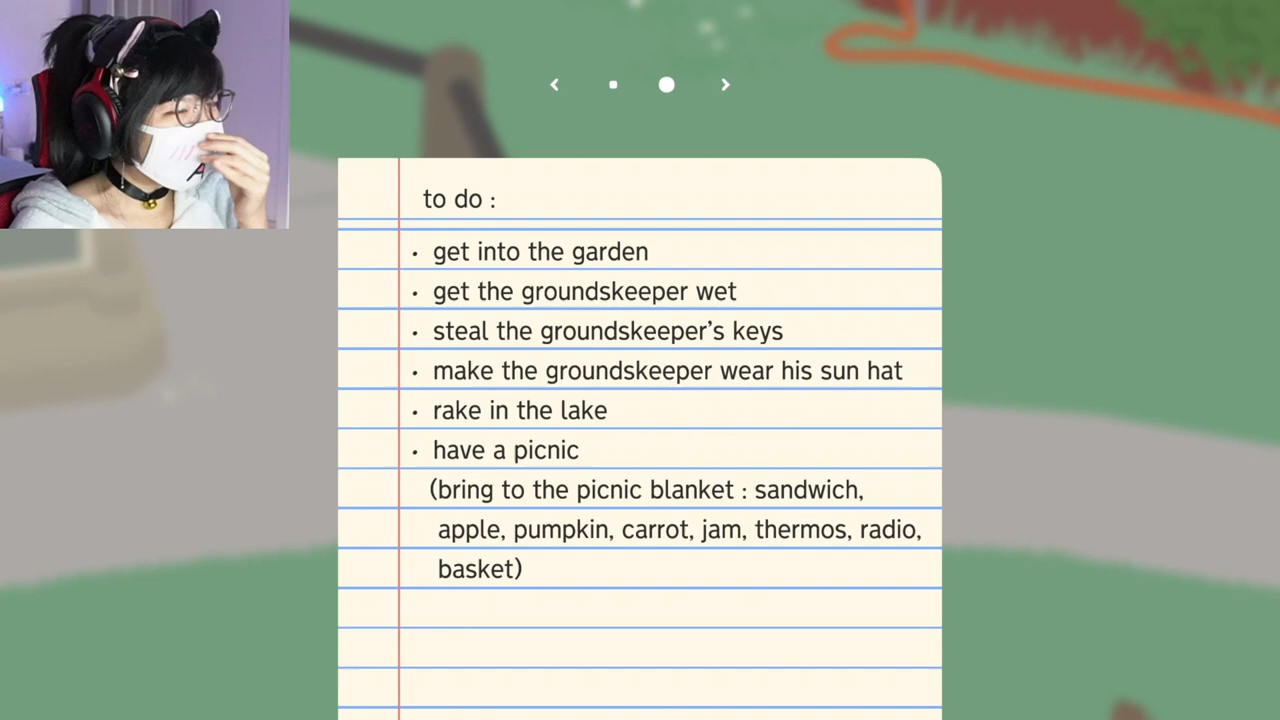 to do :
• get into the garden
• get the groundskeeper wet
• steal the groundskeeper's keys
• make the groundskeeper wear his sun hat
• rake in the lake
• have a picnic
(bring to the picnic blanket : sandwich,
apple, pumpkin, carrot, jam, thermos, radio,
basket)